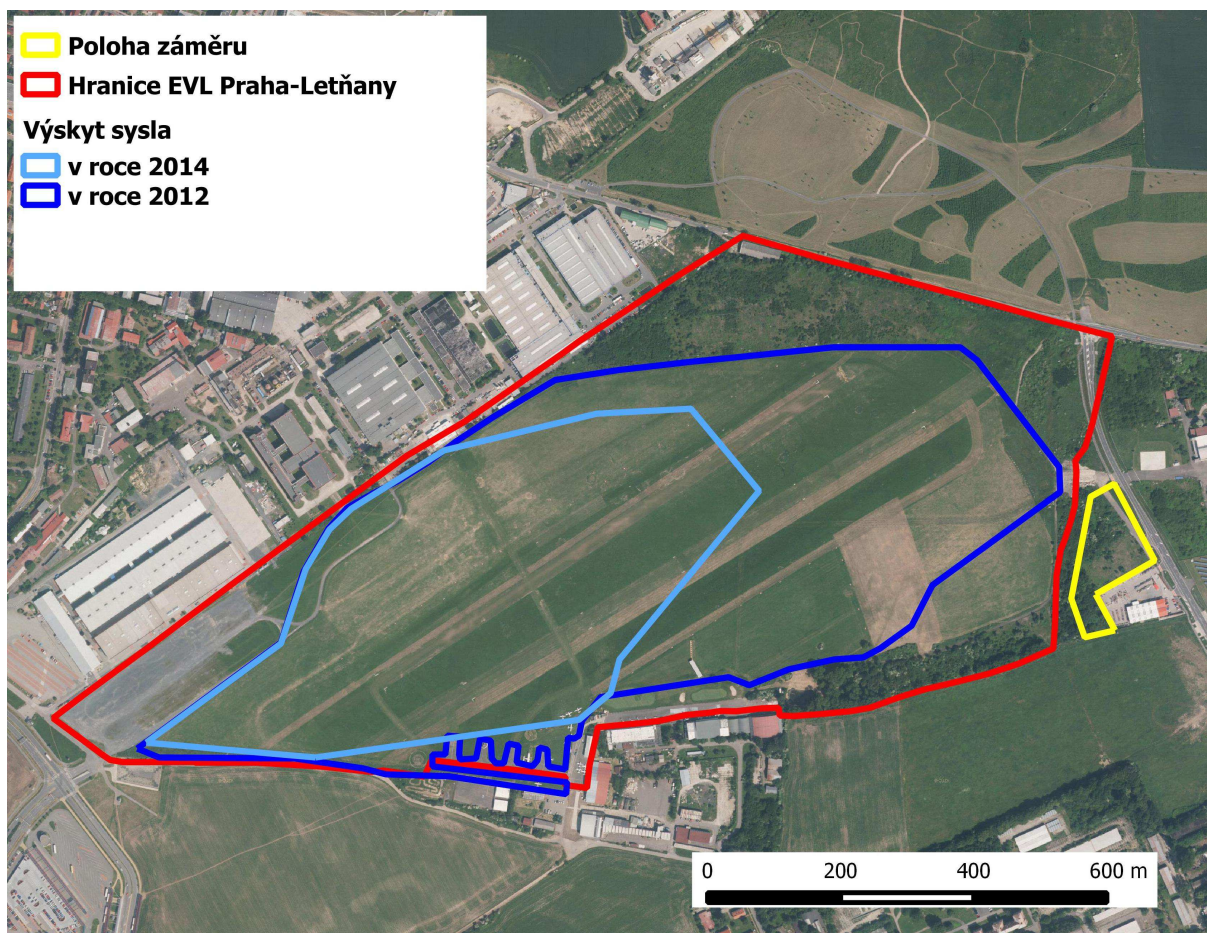 Poloha záměru
Hranice EVL Praha-Letňany
Výskyt sysla
v roce 2014
v roce 2012
0 200 400 600 m